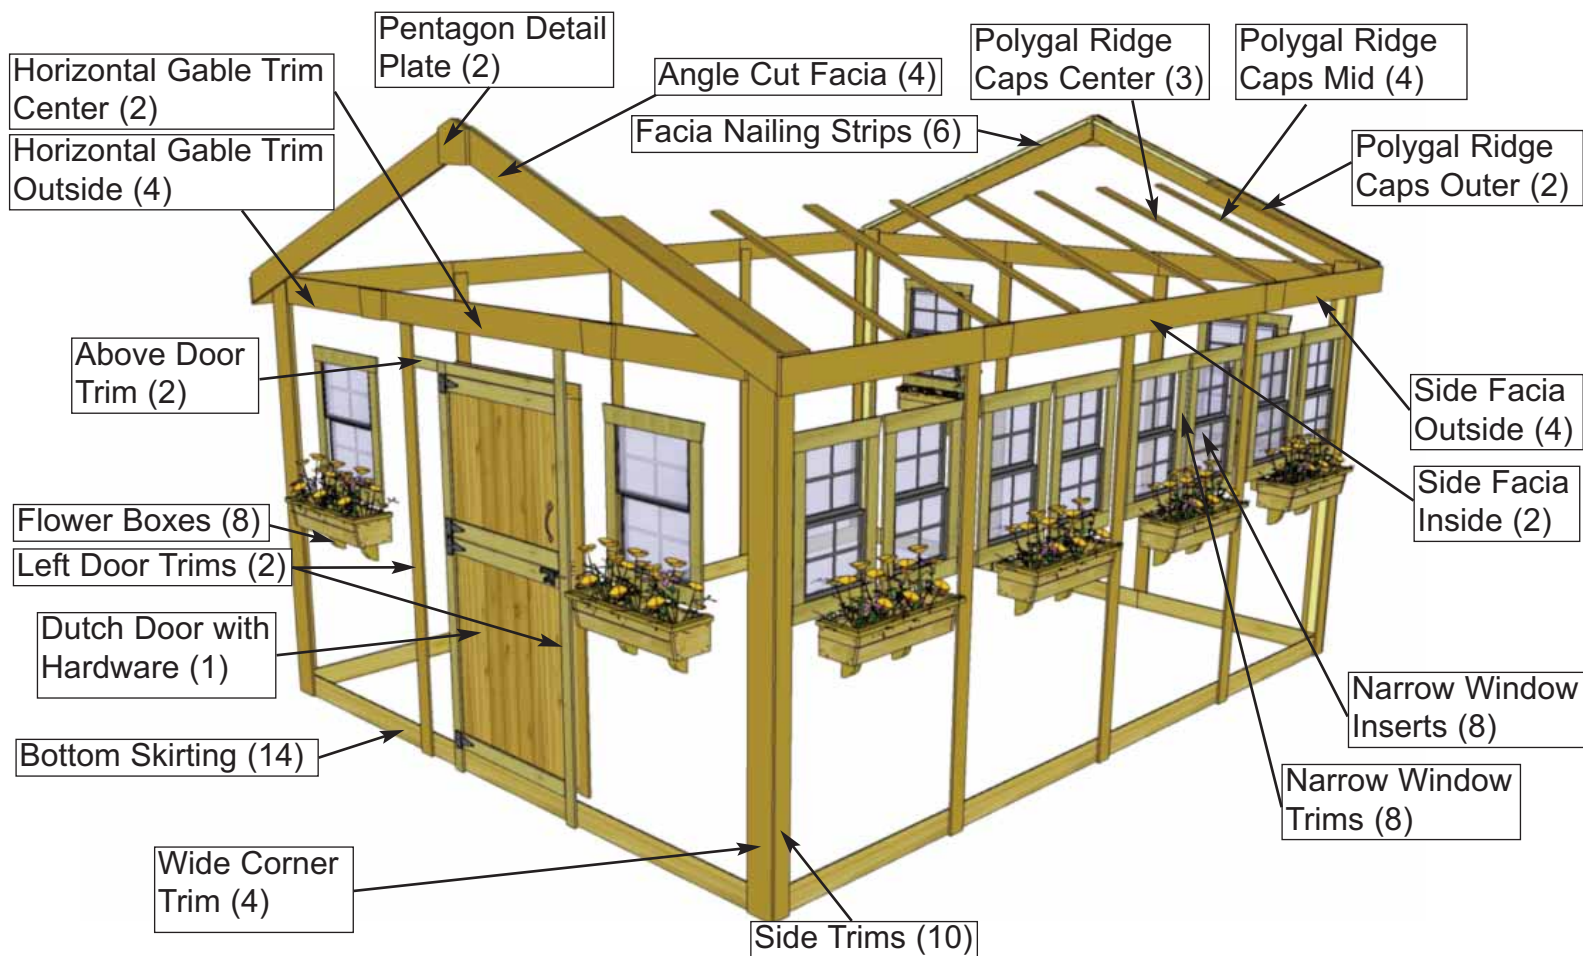 Pentagon Detail
Plate (2)
Horizontal Gable Trim
Center (2)
Horizontal Gable Trim
Outside (4)
Angle Cut Facia (4)
Facia Nailing Strips (6)
Polygal Ridge
Caps Center (3)
Polygal Ridge
Caps Mid (4)
Polygal Ridge
Caps Outer (2)
Above Door
Trim (2)
Side Facia
Outside (4)
Side Facia
Inside (2)
Flower Boxes (8)
Left Door Trims (2)
Dutch Door with
Hardware (1)
Bottom Skirting (14)
Narrow Window
Inserts (8)
Narrow Window
Trims (8)
Wide Corner
Trim (4)
Side Trims (10)